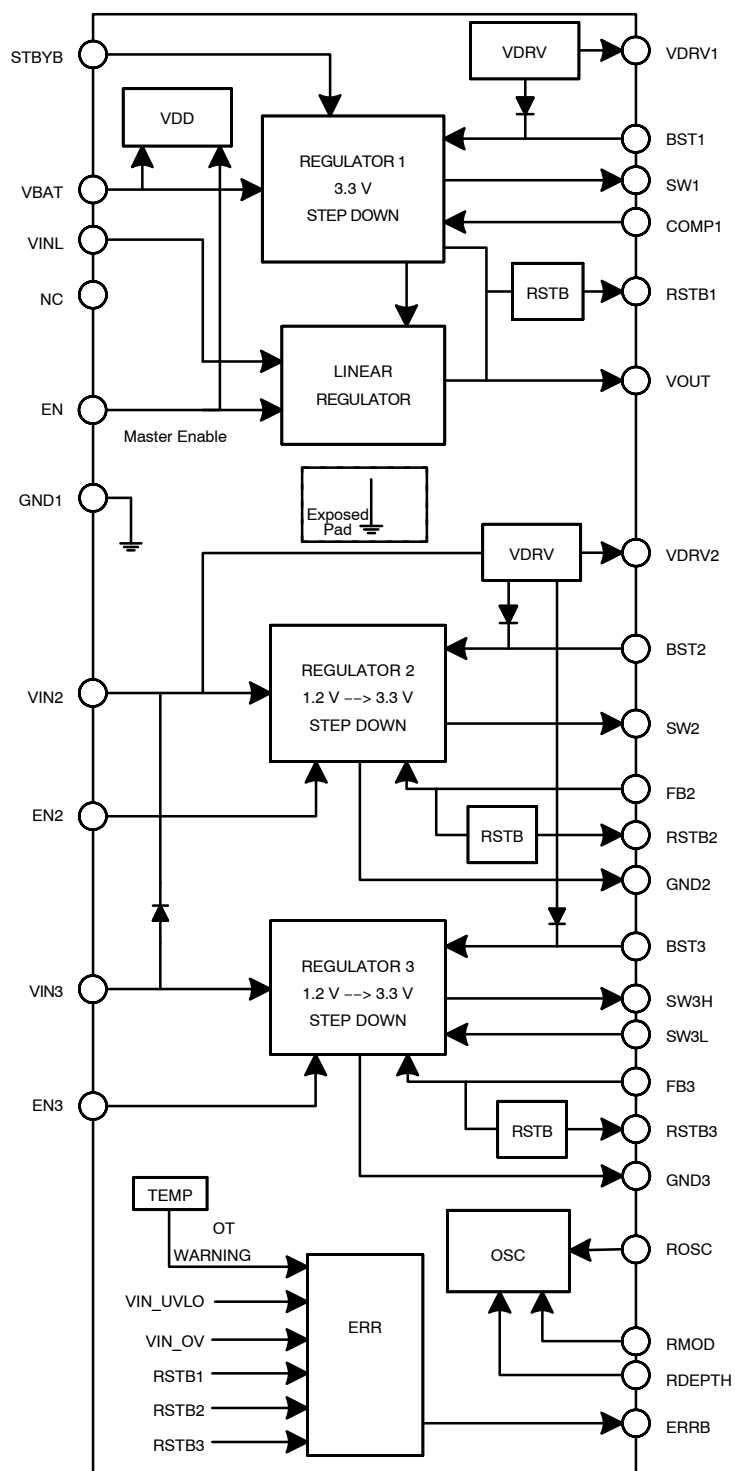 STBYB
VDRV
VDRV1
VDD
BST1
REGULATOR 1
3.3 V
STEP DOWN
VBAT
SW1
COMP1
VINL
NC
RSTB
RSTB1
LINEAR
REGULATOR
VOUT
EN
Master Enable
GND1
Exposed
Pad
VDRV
VDRV2
BST2
REGULATOR 2
1.2 V −−> 3.3 V
STEP DOWN
VIN2
SW2
FB2
EN2
RSTB
RSTB2
GND2
BST3
REGULATOR 3
1.2 V −−> 3.3 V
STEP DOWN
VIN3
SW3H
SW3L
FB3
EN3
RSTB
RSTB3
GND3
TEMP
OT
WARNING
OSC
ROSC
VIN_UVLO
ERR
VIN_OV
RMOD
RSTB1
RDEPTH
RSTB2
ERRB
RSTB3